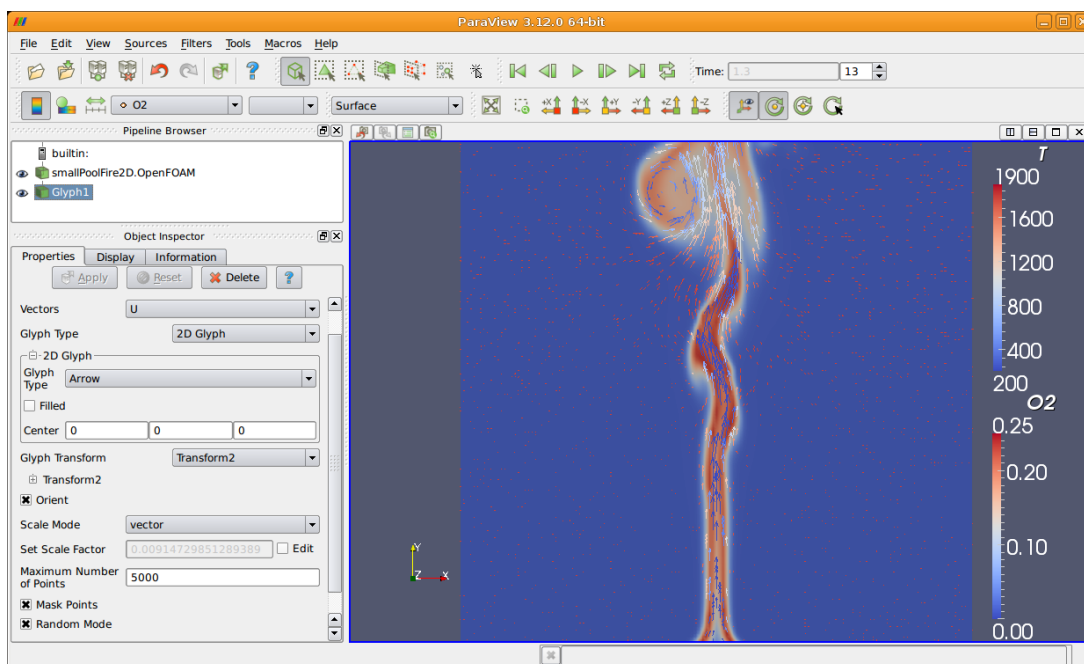 ParaView 3.12.0 64-bit
File Edit View Sources Filters Tools Macros Help
Time: 1.3 13
O2 Surface +X -X +Y -Y +Z -Z
Pipeline Browser
builtin:
smallPoolFire2D.OpenFOAM
Glyph1
Object Inspector
Properties Display Information
Apply Reset Delete ?
Vectors U
Glyph Type 2D Glyph
2D Glyph
Glyph Type Arrow
Filled
Center 0 0 0
Glyph Transform Transform2
Transform2
Orient
Scale Mode vector
Set Scale Factor 0.00914729851289389 Edit
Maximum Number
of Points 5000
Mask Points
Random Mode
Y
Z X
T
1900
1600
1200
800
400
200
O2
0.25
0.20
0.10
0.00